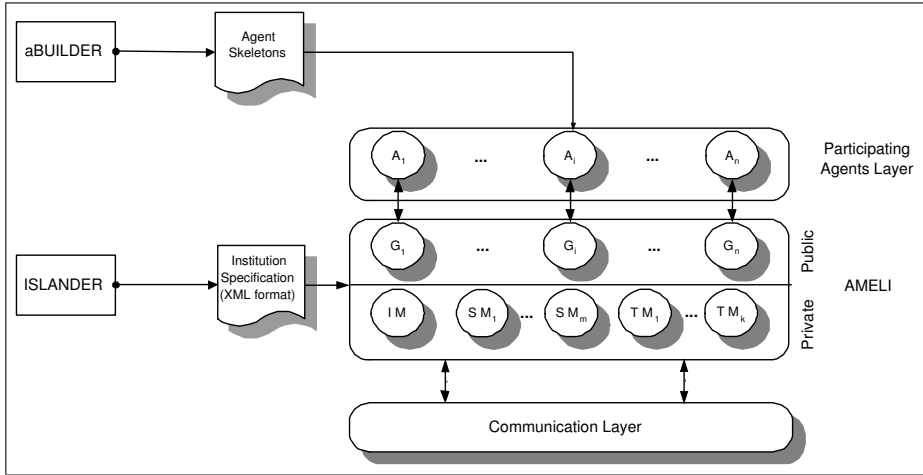 aBUILDER
Agent
Skeletons
A1 ... Ai ... An
Participating
Agents Layer
G1 ... Gi ... Gn
Public
ISLANDER
Institution
Specification
(XML format)
AMELI
I M S M1 ... S Mm T M1 ... T Mk
Private
Communication Layer